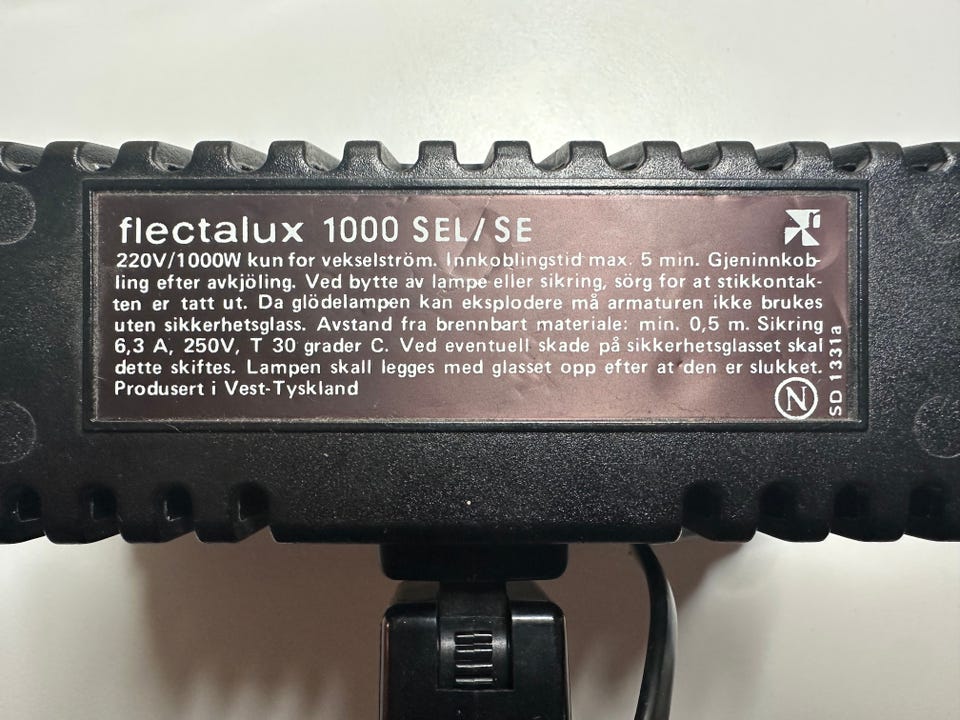 flectalux 1000 SEL/SE
220V/1000W kun for vekselström. Innkoblingstid max. 5 min. Gjeninnkob-
ling efter avkjöling. Ved bytte av lampe eller sikring, sörg for at stikkontak-
ten er tatt ut. Da glödelampen kan eksplodere må armaturen ikke brukes
uten sikkerhetsglass. Avstand fra brennbart materiale: min. 0,5 m. Sikring
6,3 A, 250V, T 30 grader C. Ved eventuell skade på sikkerhetsglasset skal
dette skiftes. Lampen skall legges med glasset opp efter at den er slukket.
Produsert i Vest-Tyskland
N
SD 1331a